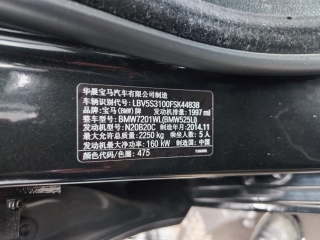 华晨宝马汽车有限公司制造
车辆识别代号: LBV5S3100FSK44838
品牌: 宝马 (BMW) 牌 发动机排量: 1997 ml
整车型号: BMW7201WL(BMW525Li)
发动机型号: N20B20C 制造年月: 2014.11
最大允许总质量: 2250 kg 乘坐人数: 5 人
发动机最大净功率: 160 kW 制造国: 中国
颜色代码/色圈: 475